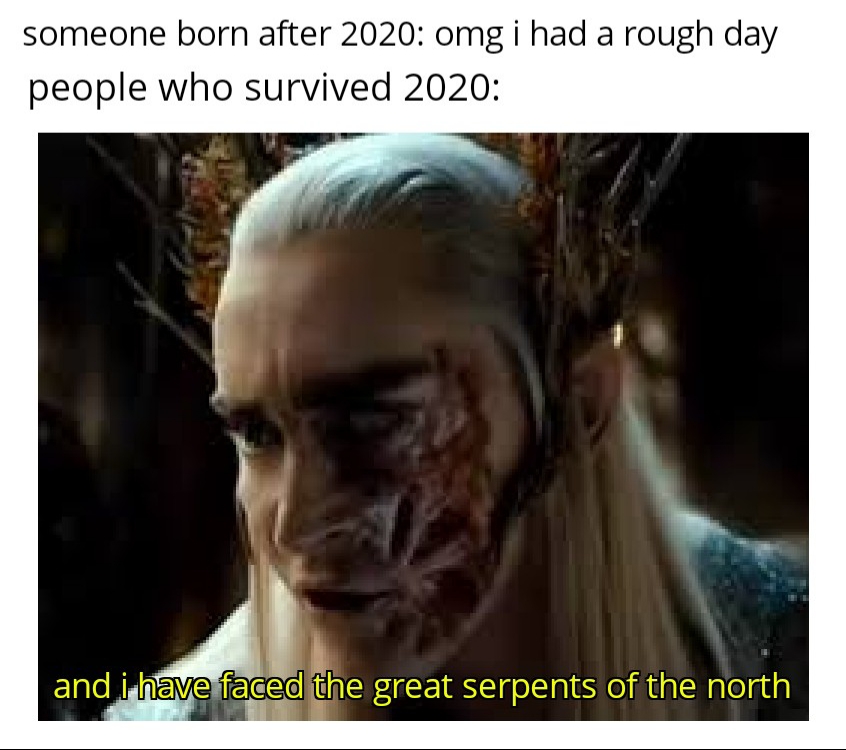 someone born after 2020: omg i had a rough day
people who survived 2020:
and i have faced the great serpents of the north